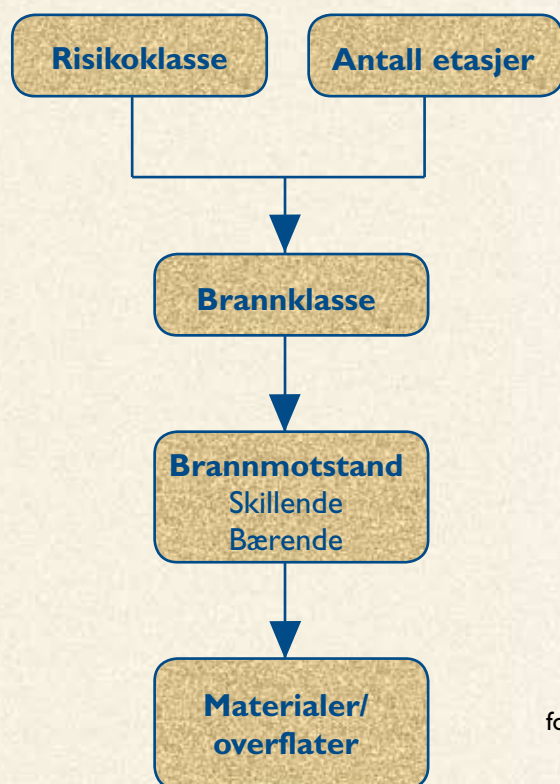 Risikoklasse
Antall etasjer
Brannklasse
Brannmotstand
Skillende
Bærende
Materialer/
overflater